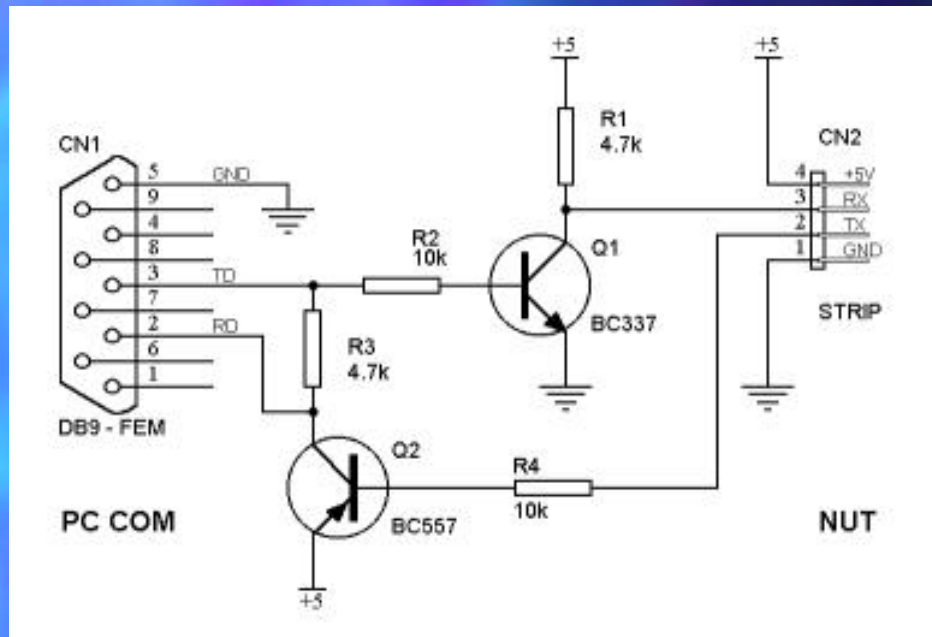 +5
+5
R1
4.7k
CN1
CN2
5
GND
9
4
8
3
TD
7
2
RD
6
1
4
+5V
3
RX
2
TX
1
GND
R2
10k
Q1
BC337
STRIP
R3
4.7k
DB9 - FEM
Q2
R4
10k
BC557
PC COM
NUT
+5